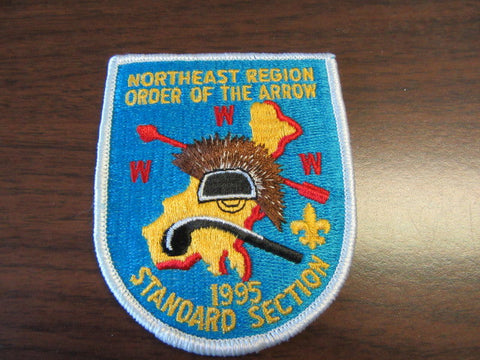 NORTHEAST REGION
ORDER OF THE ARROW
W
W W
1995
STANDARD SECTION